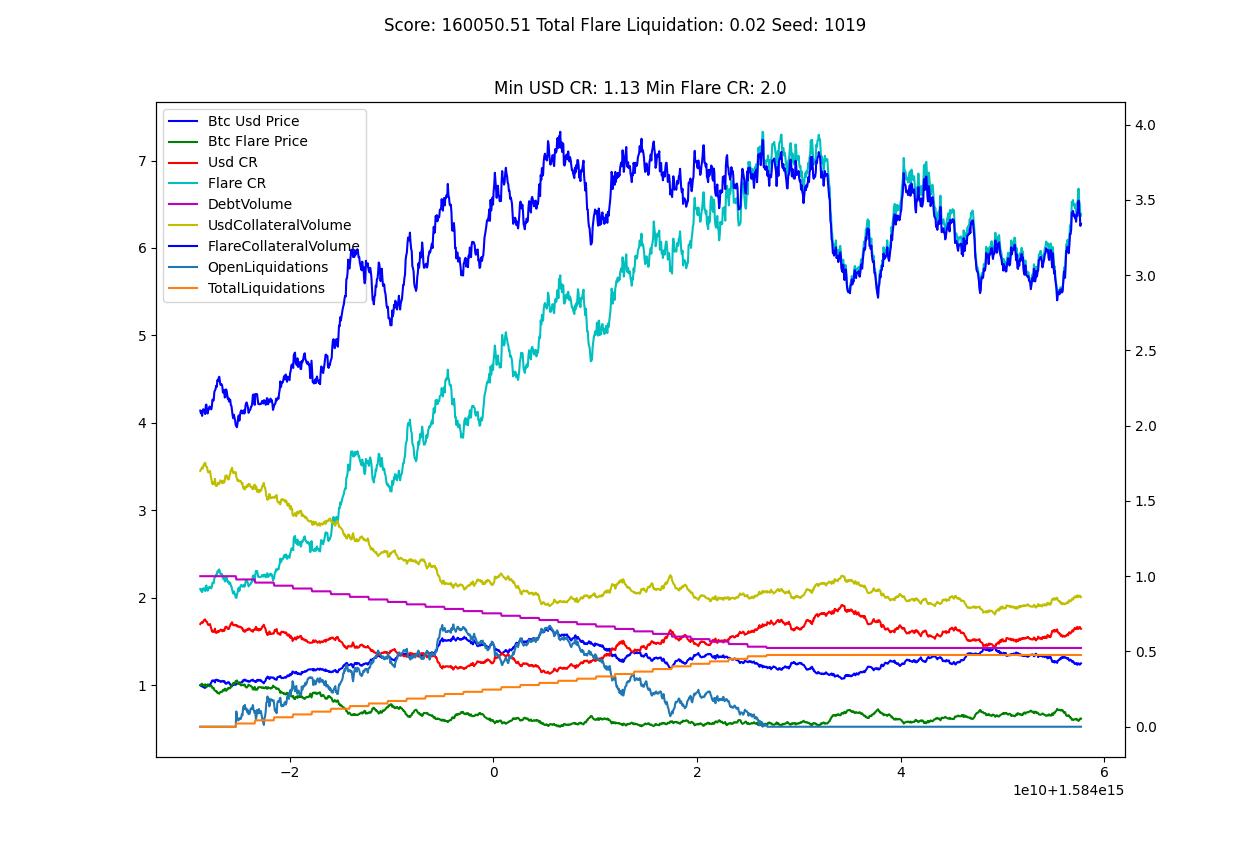 Score: 160050.51 Total Flare Liquidation: 0.02 Seed: 1019
Min USD CR: 1.13 Min Flare CR: 2.0
Btc Usd Price
Btc Flare Price
Usd CR
Flare CR
DebtVolume
UsdCollateralVolume
FlareCollateralVolume
OpenLiquidations
TotalLiquidations
7
6
5
4
3
2
1
4.0
3.5
3.0
2.5
2.0
1.5
1.0
0.5
0.0
−2 0 2 4 6
1e10+1.584e15